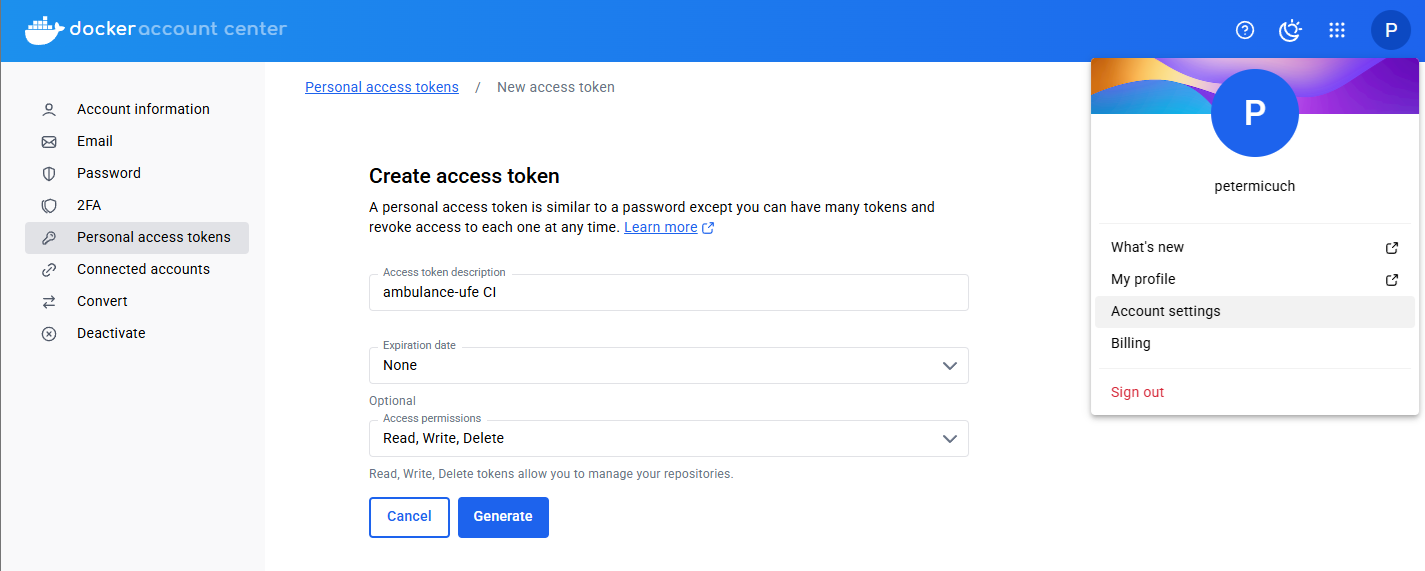 docker account center
P
Account information
Email
Password
2FA
Personal access tokens
Connected accounts
Convert
Deactivate
Personal access tokens / New access token
Create access token
A personal access token is similar to a password except you can have many tokens and
revoke access to each one at any time. Learn more
Access token description
ambulance-ufe CI
Expiration date
None
Optional
Access permissions
Read, Write, Delete
Read, Write, Delete tokens allow you to manage your repositories.
Cancel Generate
P
petermicuch
What's new
My profile
Account settings
Billing
Sign out